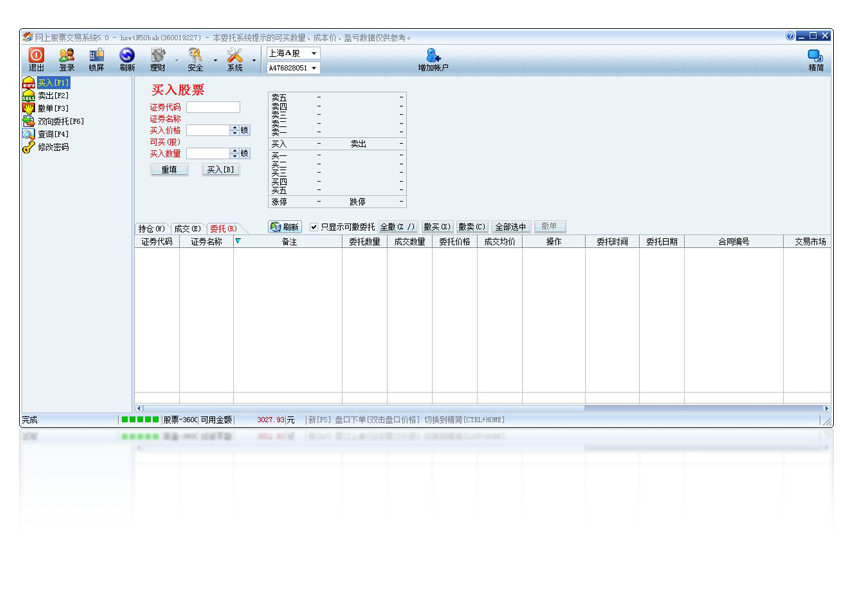 网上股票交易系统5.0 - hxwtW50bak(36001922?) - 本委托系统提示的可买数量、成本价、盈亏数据仅供参考。
退出 登录 锁屏 刷新 理财 安全 系统 上海A股 A476828051 增加帐户 精简
买入[F1]
卖出[F2]
撤单[F3]
双向委托[F6]
查询[F4]
修改密码
买入股票
证券代码
证券名称
买入价格 锁
可买(股)
买入数量 锁
重填 买入[B]
卖五 - -
卖四 - -
卖三 - -
卖二 - -
卖一 - -
买入 - 卖出 -
买一 - -
买二 - -
买三 - -
买四 - -
买五 - -
涨停 - 跌停 -
持仓(W) 成交(E) 委托(R) 刷新 只显示可撤委托 全撤(Z /) 撤买(X) 撤卖(C) 全部选中 撤单
证券代码 证券名称 备注 委托数量 成交数量 委托价格 成交均价 操作 委托时间 委托日期 合同编号 交易市场
完成 股票-3600 可用金额 3027.93元 新[F5] 盘口下单[双击盘口价格] 切换到精简[CTRL+HOME]